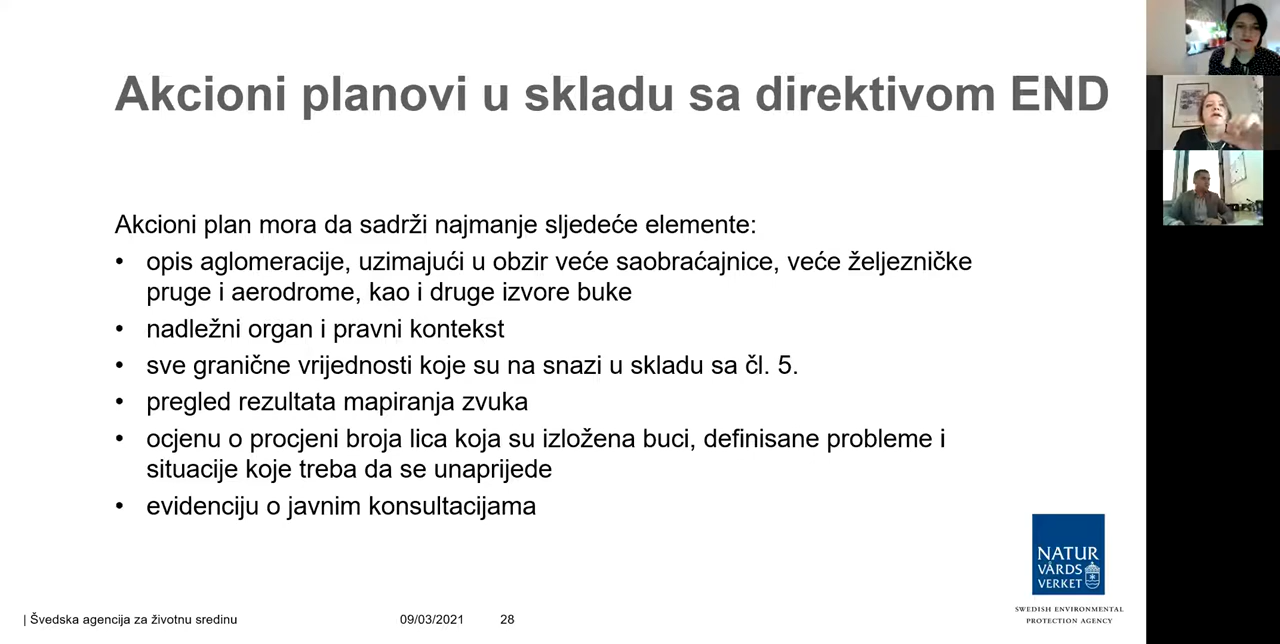 Akcioni planovi u skladu sa direktivom END
Akcioni plan mora da sadrži najmanje sljedeće elemente:
• opis aglomeracije, uzimajući u obzir veće saobraćajnice, veće željezničke
pruge i aerodrome, kao i druge izvore buke
• nadležni organ i pravni kontekst
• sve granične vrijednosti koje su na snazi u skladu sa čl. 5.
• pregled rezultata mapiranja zvuka
• ocjenu o procjeni broja lica koja su izložena buci, definisane probleme i
situacije koje treba da se unaprijede
• evidenciju o javnim konsultacijama
NATUR
VÅRDS
VERKET
SWEDISH ENVIRONMENTAL
PROTECTION AGENCY
| Švedska agencija za životnu sredinu
09/03/2021
28